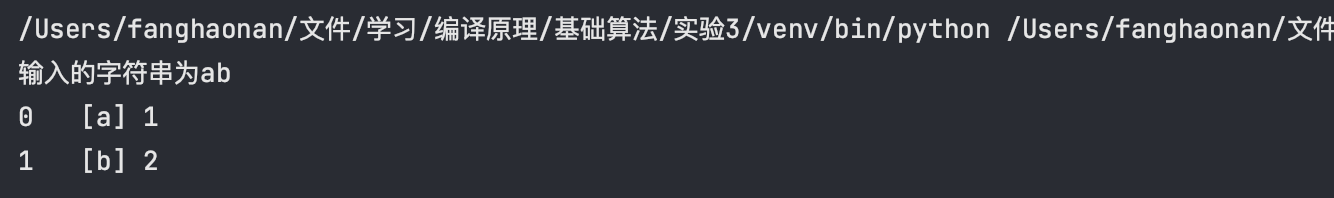 /Users/fanghaonan/文件/学习/编译原理/基础算法/实验3/venv/bin/python /Users/fanghaonan/文件
输入的字符串为ab
0 [a] 1
1 [b] 2